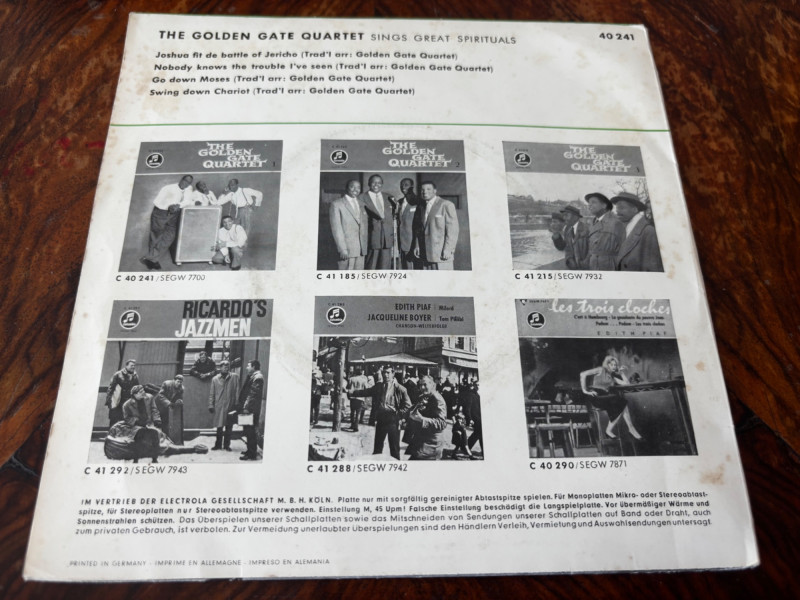 THE GOLDEN GATE QUARTET SINGS GREAT SPIRITUALS 40 241
Joshua fit de battle of Jericho (Trad'l arr: Golden Gate Quartet)
Nobody knows the trouble I've seen (Trad'l arr: Golden Gate Quartet)
Go down Moses (Trad'l arr: Golden Gate Quartet)
Swing down Chariot (Trad'l arr: Golden Gate Quartet)
THE GOLDEN GATE QUARTET 1
THE GOLDEN GATE QUARTET 2
THE GOLDEN GATE QUARTET 3
C 40 241/SEGW 7700
C 41 185/SEGW 7924
C 41 215/SEGW 7932
RICARDO'S JAZZMEN
EDITH PIAF Milord
JACQUELINE BOYER Tom Pillibi
CHANSON-WELTERFOLGE
les trois cloches
EDITH PIAF
C 41 292/SEGW 7943
C 41 288/SEGW 7942
C 40 290/SEGW 7871
IM VERTRIEB DER ELECTROLA GESELLSCHAFT M. B. H. KÖLN. Platte nur mit sorgfältig gereinigter Abtastspitze spielen. Für Monoplatten Mikro- oder Stereoabtast-
spitze, für Stereoplatten nur Stereoabtastspitze verwenden. Einstellung M, 45 Upm! Falsche Einstellung beschädigt die Langspielplatte. Vor übermäßiger Wärme und
Sonnenstrahlen schützen. Das Überspielen unserer Schallplatten sowie das Mitschneiden von Sendungen unserer Schallplatten auf Band oder Draht, auch
zum privaten Gebrauch, ist verboten. Zur Vermeidung unerlaubter Überspielungen sind den Händlern Verleih, Vermietung und Auswahlsendungen untersagt.
PRINTED IN GERMANY - IMPRIME EN ALLEMAGNE - IMPRESO EN ALEMANIA